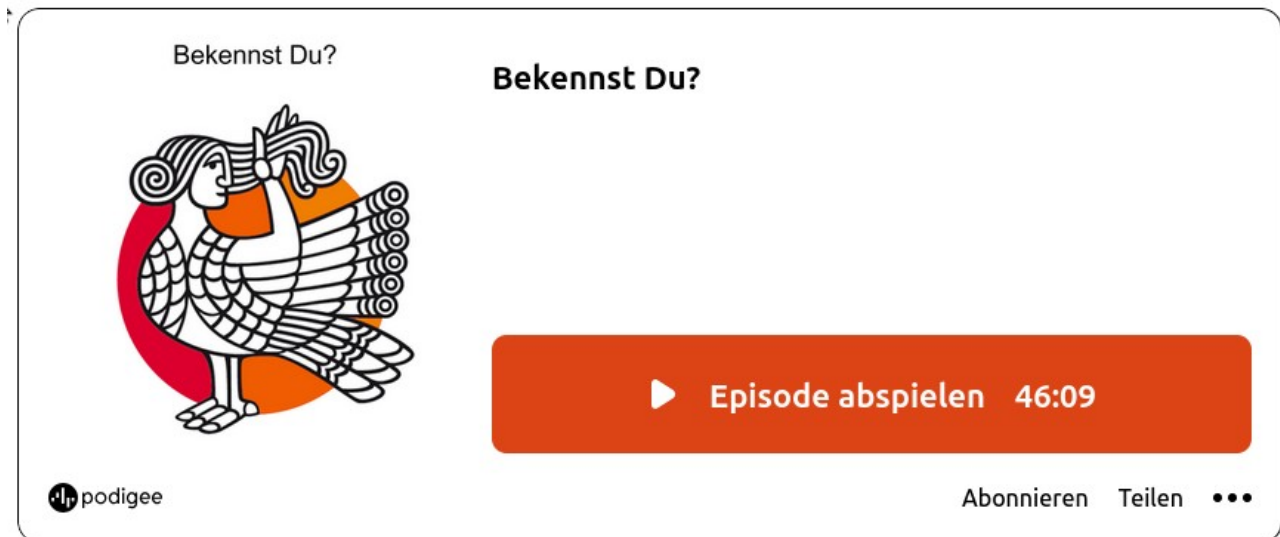 Bekennst Du?
Bekennst Du?
Episode abspielen 46:09
podigee
Abonnieren Teilen •••